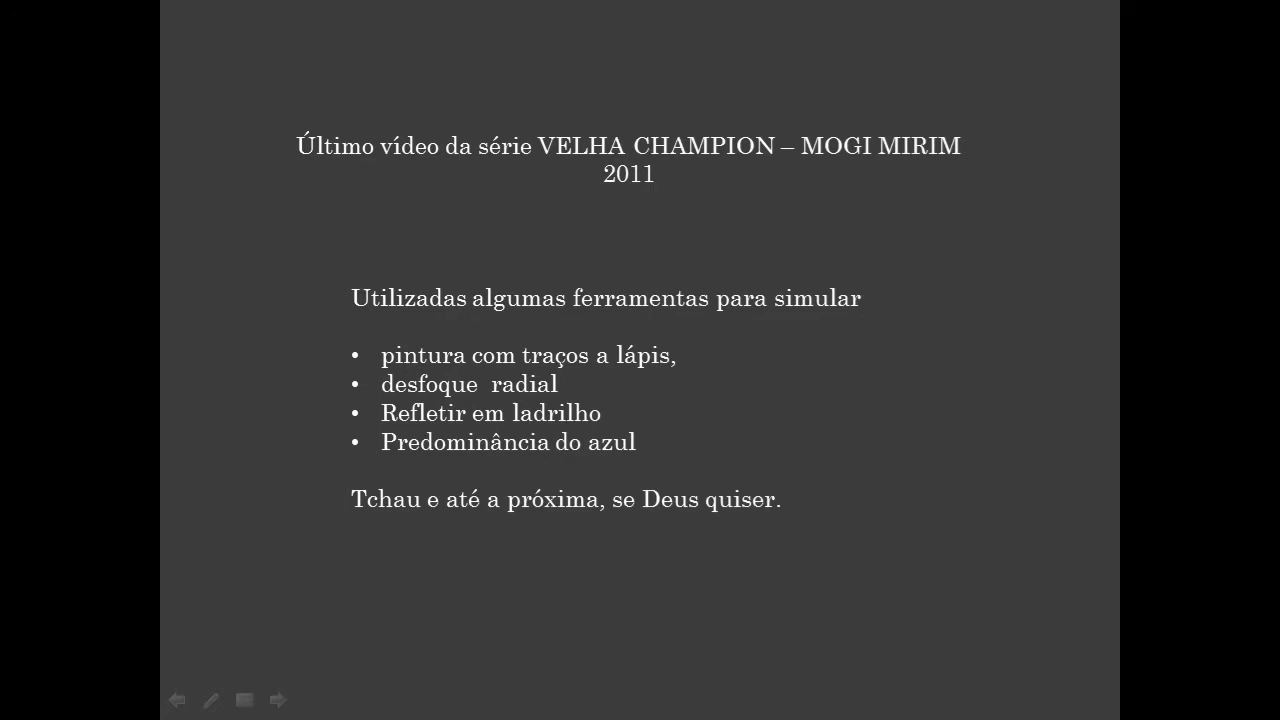 Último vídeo da série VELHA CHAMPION – MOGI MIRIM
2011
Utilizadas algumas ferramentas para simular
• pintura com traços a lápis,
• desfoque  radial
• Refletir em ladrilho
• Predominância do azul
Tchau e até a próxima, se Deus quiser.